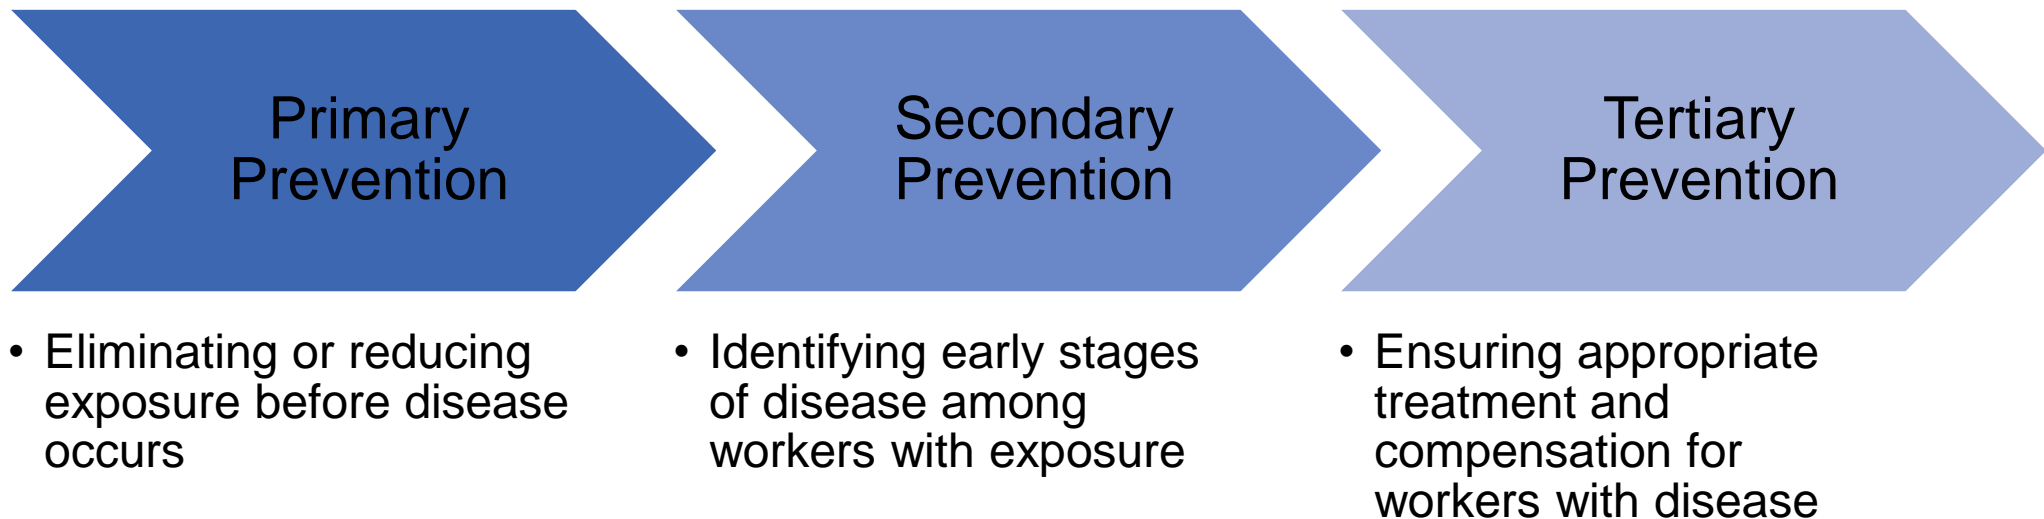 Primary
Prevention
• Eliminating or reducing
exposure before disease
occurs
Secondary
Prevention
• Identifying early stages
of disease among
workers with exposure
Tertiary
Prevention
• Ensuring appropriate
treatment and
compensation for
workers with disease